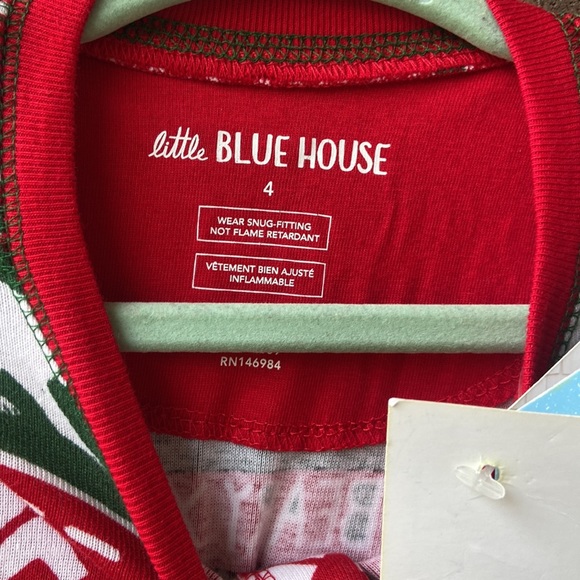 little BLUE HOUSE
4
WEAR SNUG-FITTING
NOT FLAME RETARDANT
VÊTEMENT BIEN AJUSTÉ
INFLAMMABLE
RN146984